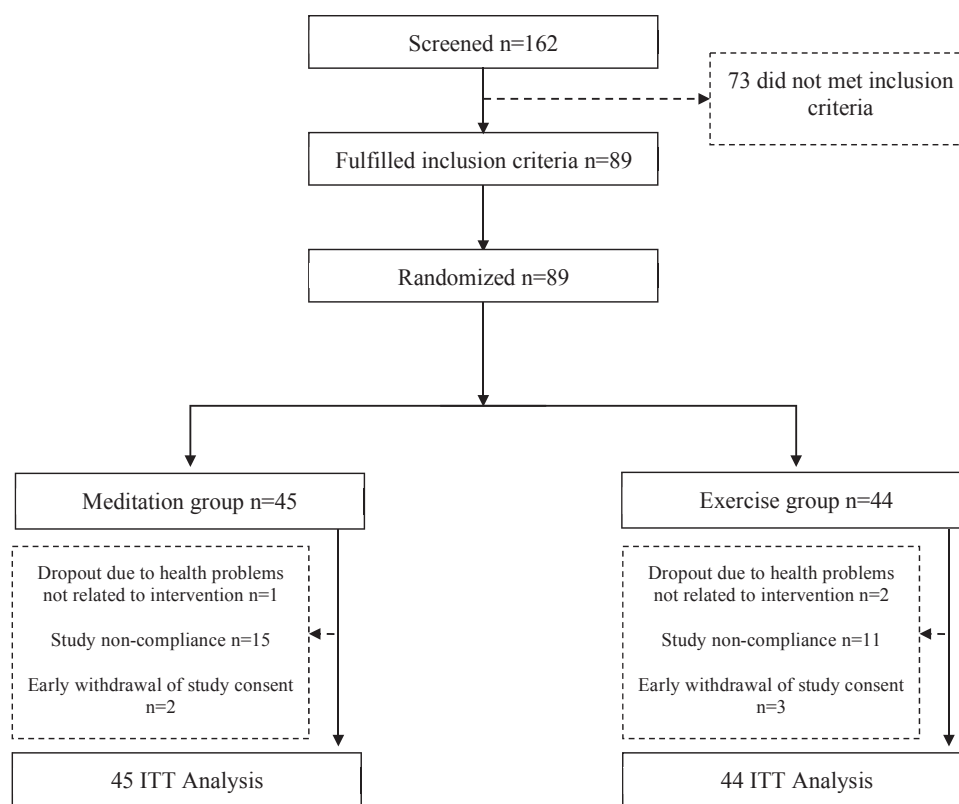 Screened n=162
73 did not met inclusion
criteria
Fulfilled inclusion criteria n=89
Randomized n=89
Meditation group n=45
Exercise group n=44
Dropout due to health problems
not related to intervention n=1
Study non-compliance n=15
Early withdrawal of study consent
n=2
Dropout due to health problems
not related to intervention n=2
Study non-compliance n=11
Early withdrawal of study consent
n=3
45 ITT Analysis
44 ITT Analysis